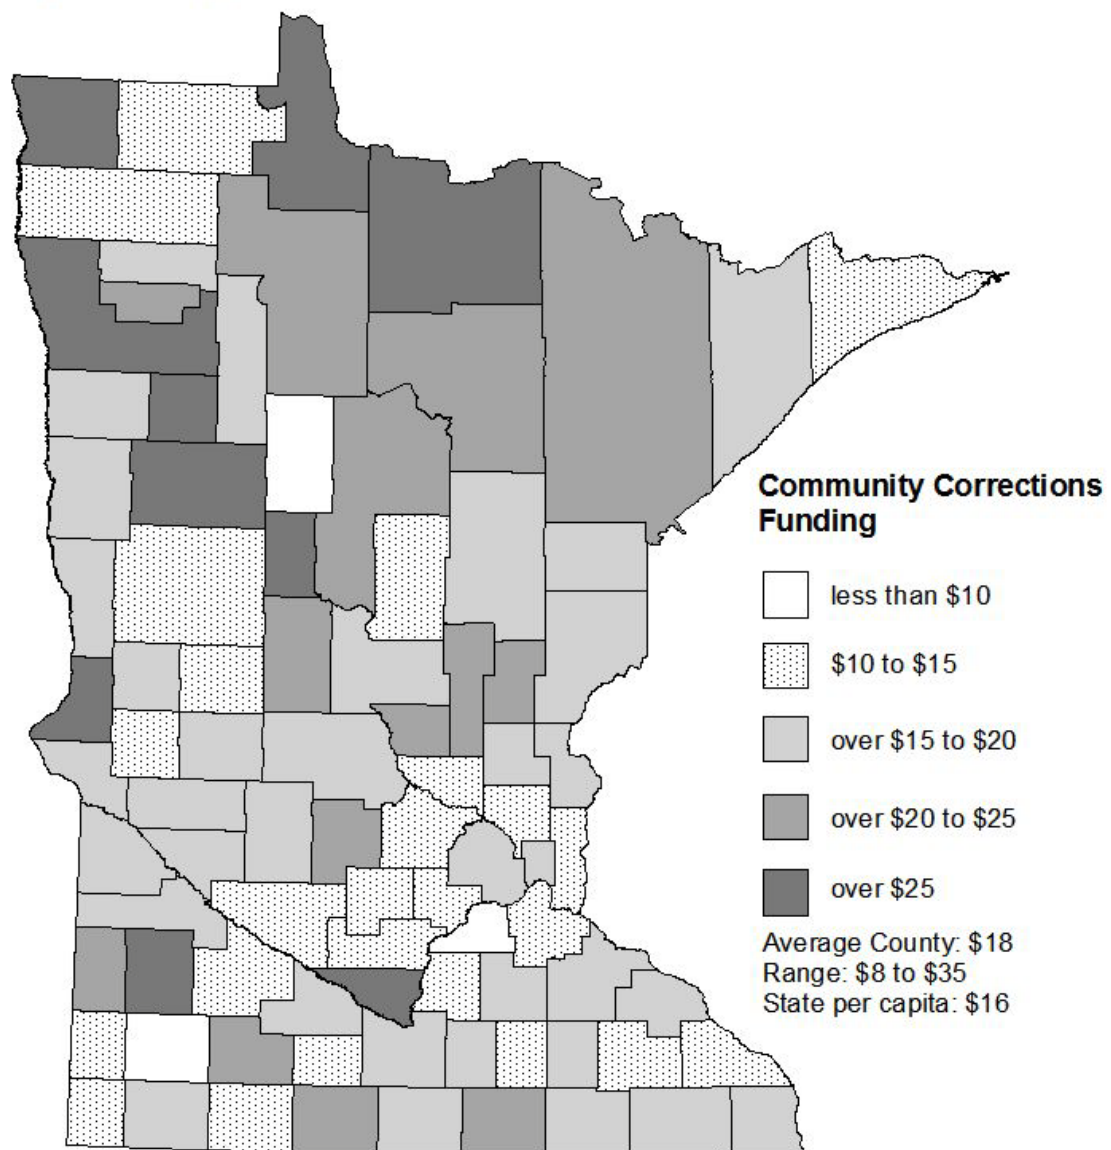 Community Corrections
Funding
less than $10
$10 to $15
over $15 to $20
over $20 to $25
over $25
Average County: $18
Range: $8 to $35
State per capita: $16